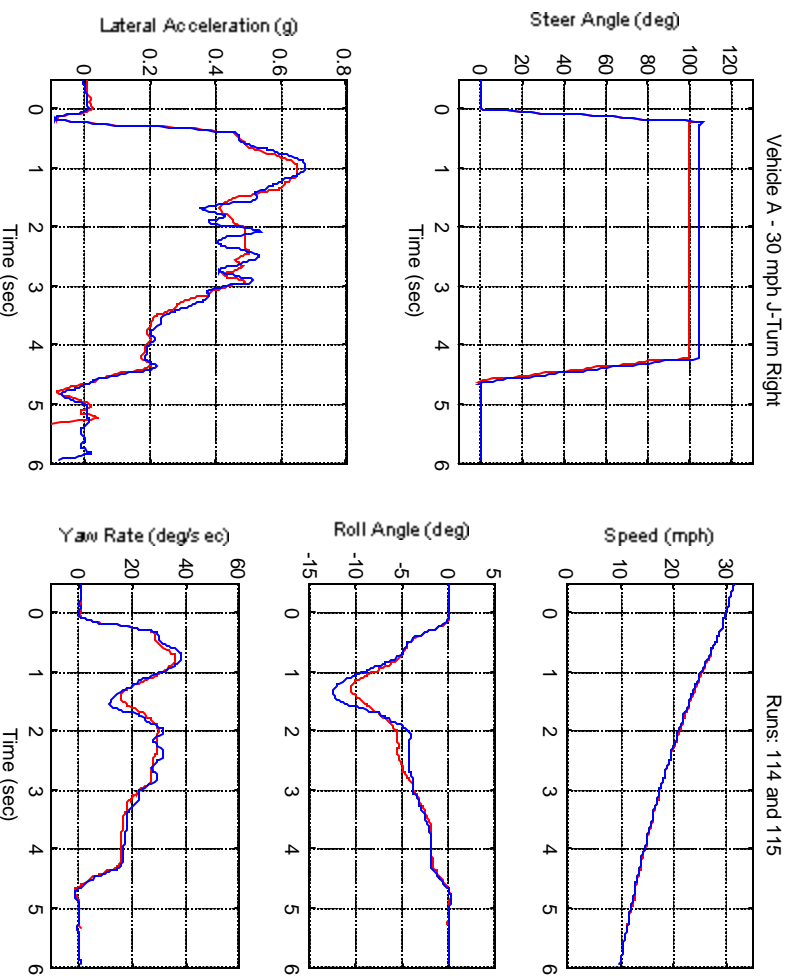 Vehicle A - 30 mph J-Turn Right
Runs: 114 and 115
Steer Angle (deg)
120
100
80
60
40
20
0
0 1 2 3 4 5 6
Time (sec)
Speed (mph)
30
20
10
0
0 1 2 3 4 5 6
Roll Angle (deg)
5
0
-5
-10
-15
0 1 2 3 4 5 6
Lateral Acceleration (g)
0.8
0.6
0.4
0.2
0
0 1 2 3 4 5 6
Time (sec)
Yaw Rate (deg/s ec)
60
40
20
0
0 1 2 3 4 5 6
Time (sec)